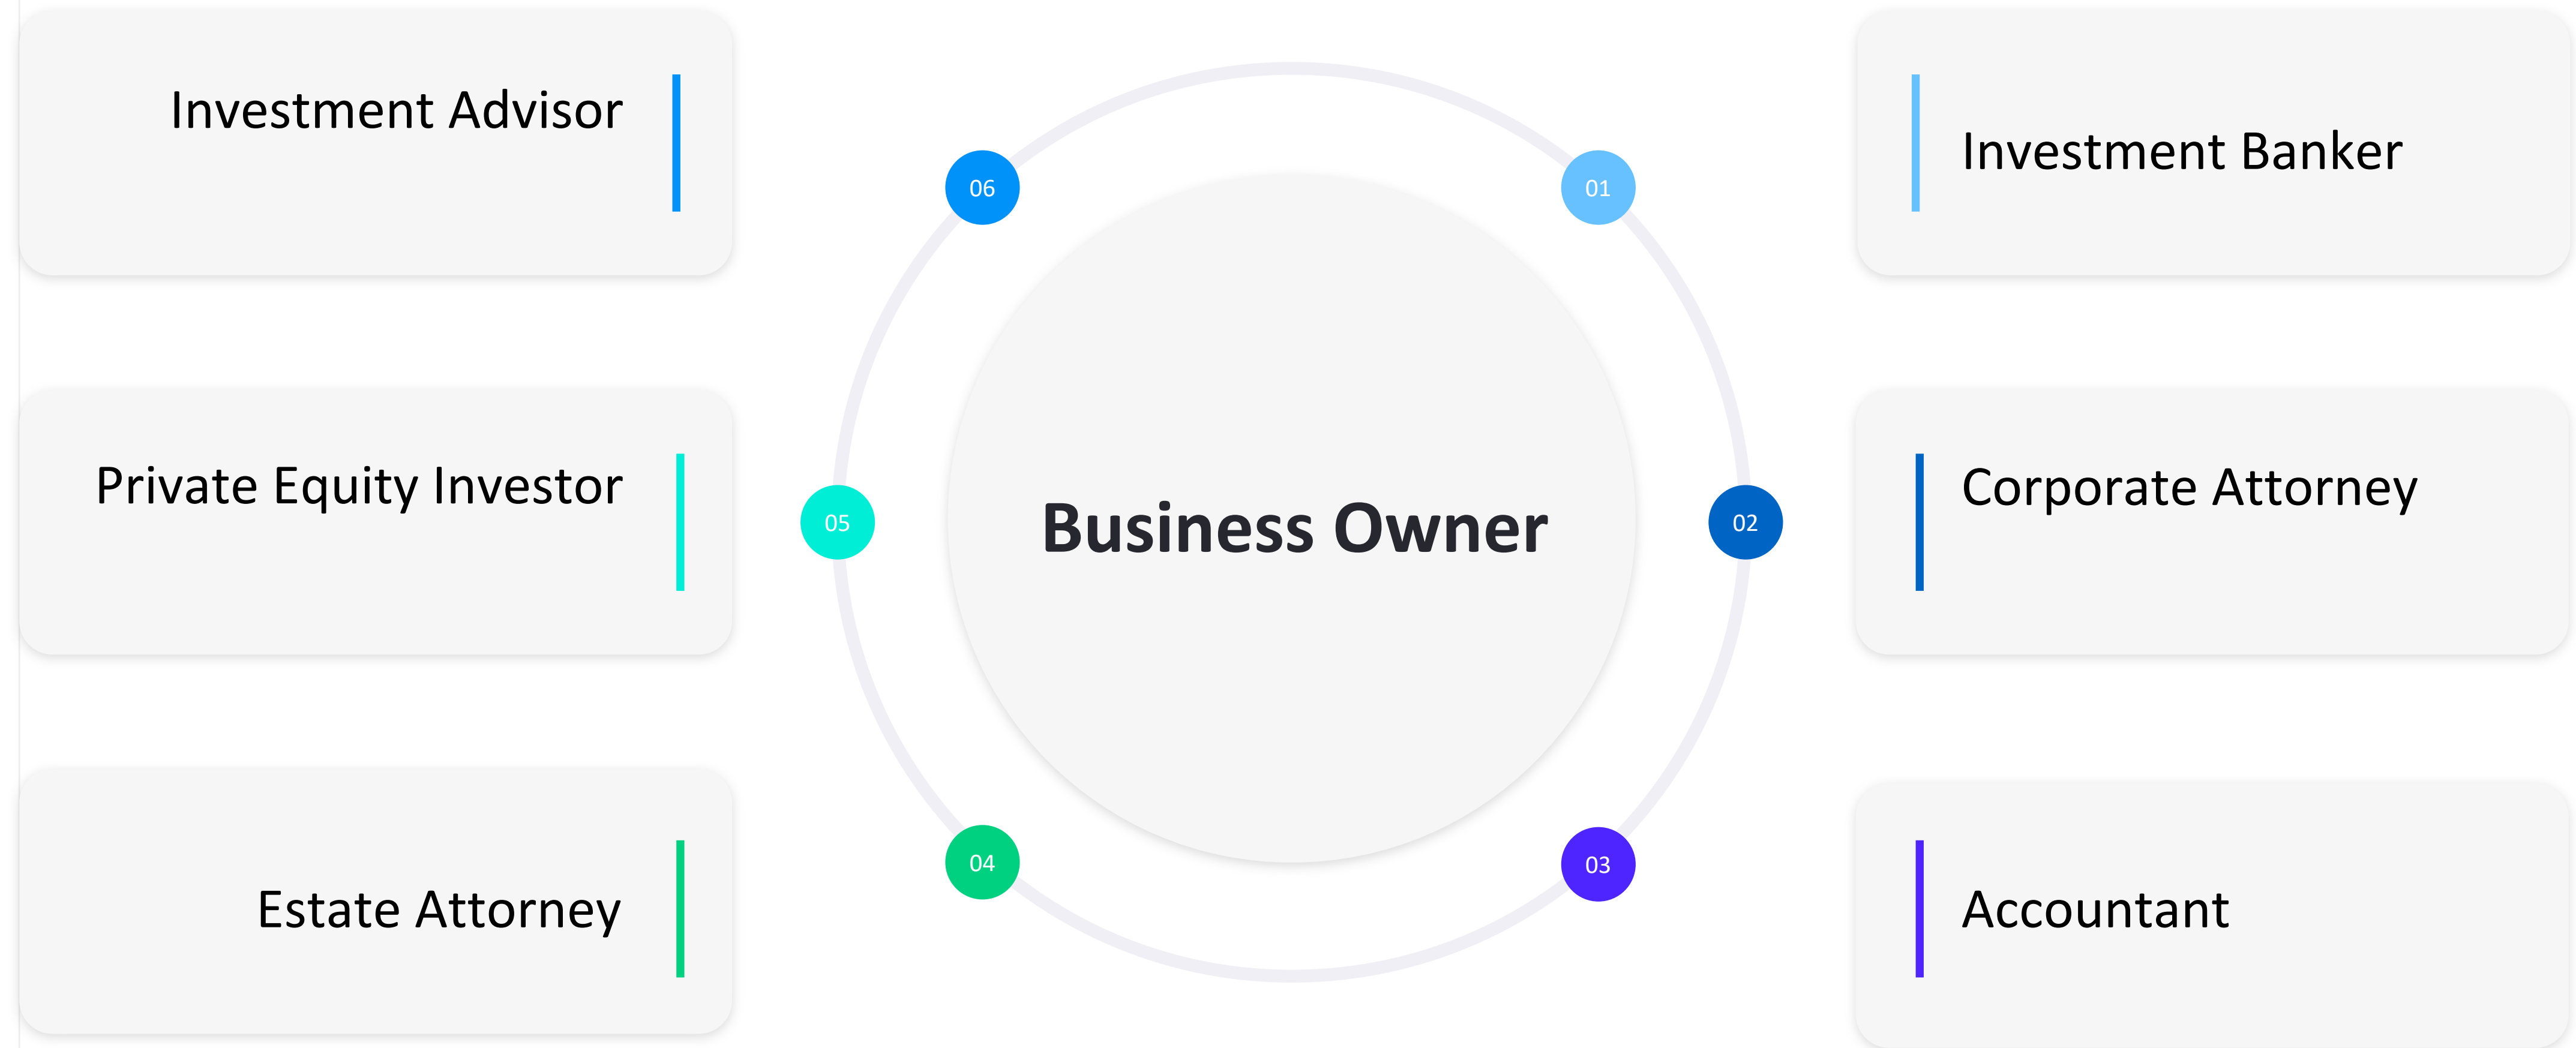 Investment Advisor
Private Equity Investor
Estate Attorney
06
05
04
Business Owner
01
02
03
Investment Banker
Corporate Attorney
Accountant